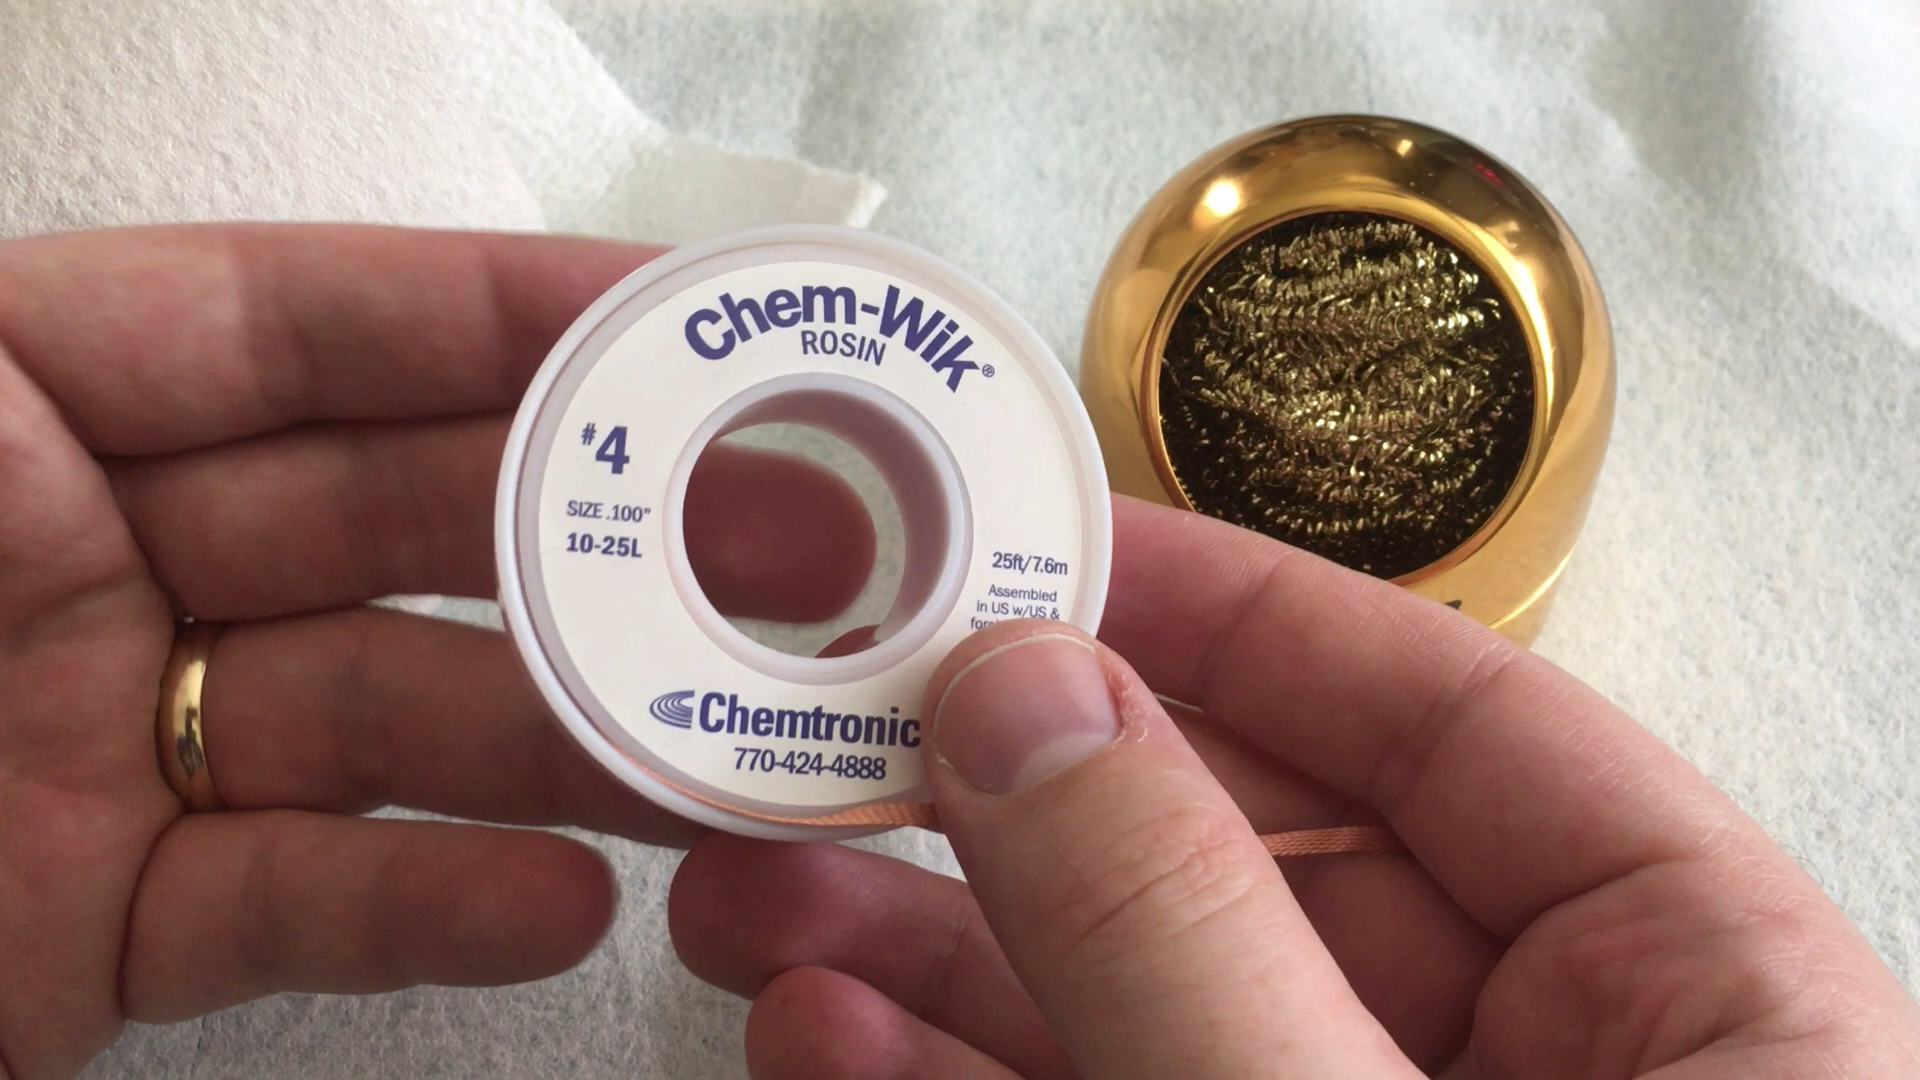 Chem-Wik®
ROSIN
#4
SIZE .100"
10-25L
25ft/7.6m
Assembled
in US w/US &
Chemtronic
770-424-4888